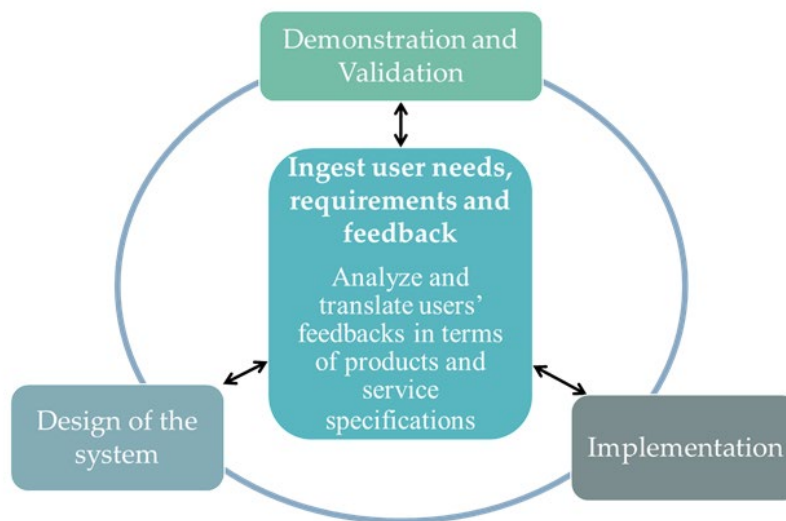 Demonstration and
Validation
Ingest user needs,
requirements and
feedback
Analyze and
translate users’
feedbacks in terms
of products and
service
specifications
Design of the
system
Implementation